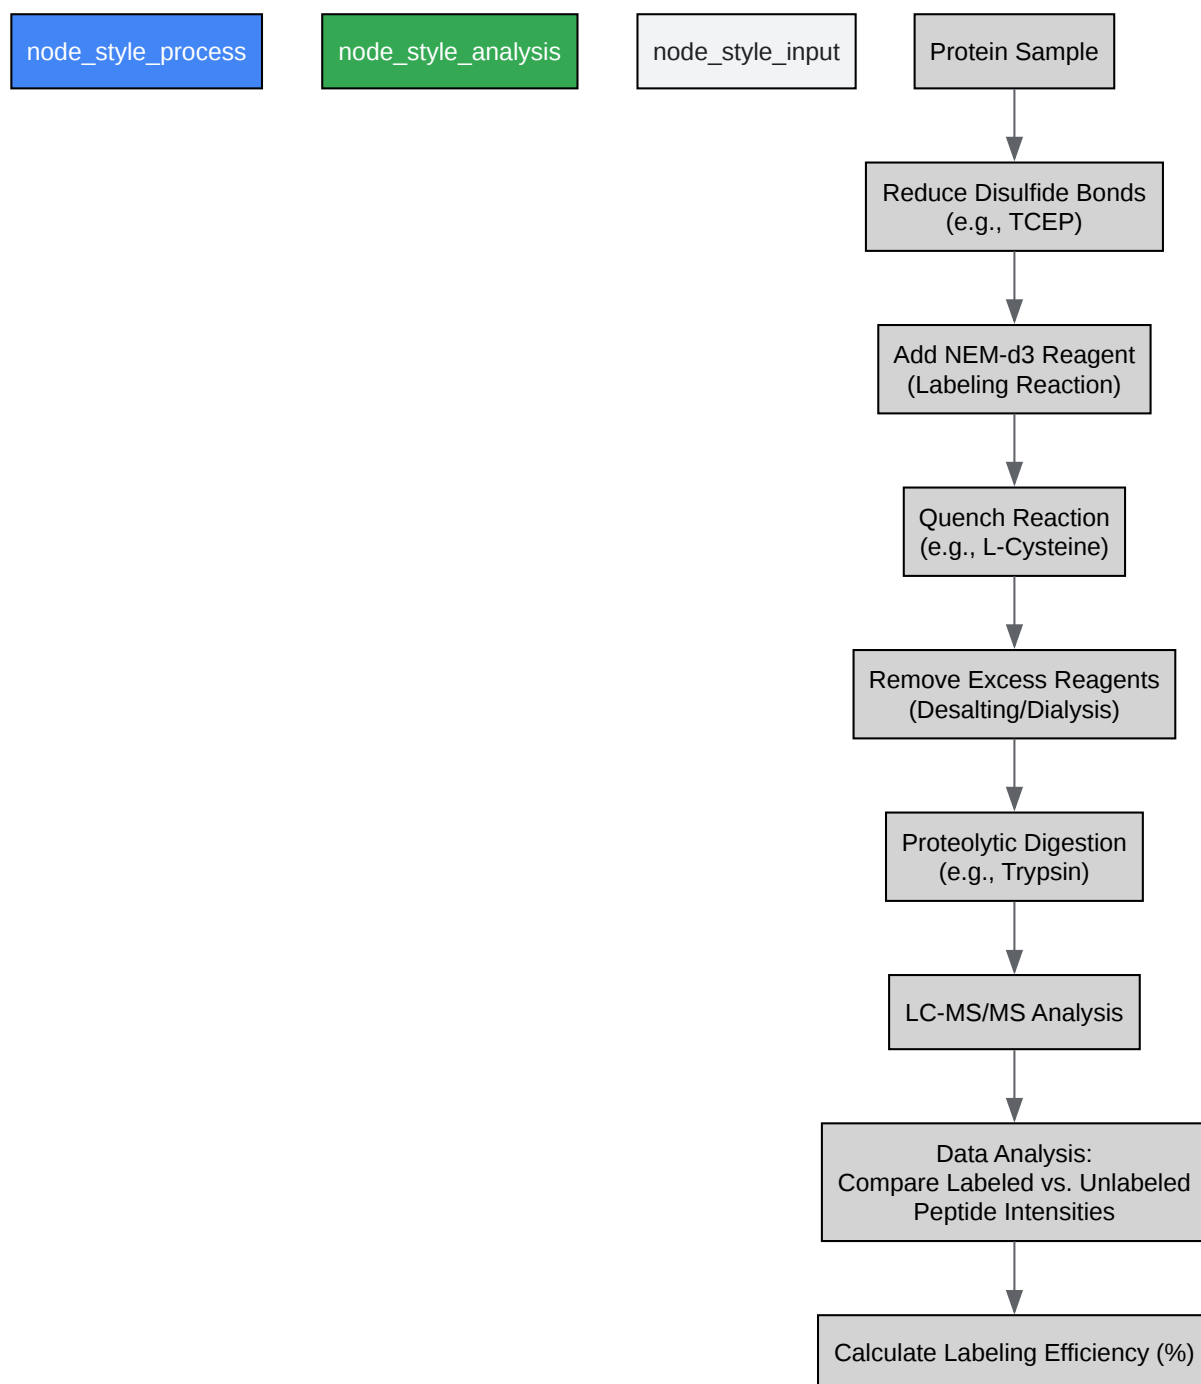 node_style_process
node_style_analysis
node_style_input
Protein Sample
Reduce Disulfide Bonds
(e.g., TCEP)
Add NEM-d3 Reagent
(Labeling Reaction)
Quench Reaction
(e.g., L-Cysteine)
Remove Excess Reagents
(Desalting/Dialysis)
Proteolytic Digestion
(e.g., Trypsin)
LC-MS/MS Analysis
Data Analysis:
Compare Labeled vs. Unlabeled
Peptide Intensities
Calculate Labeling Efficiency (%)